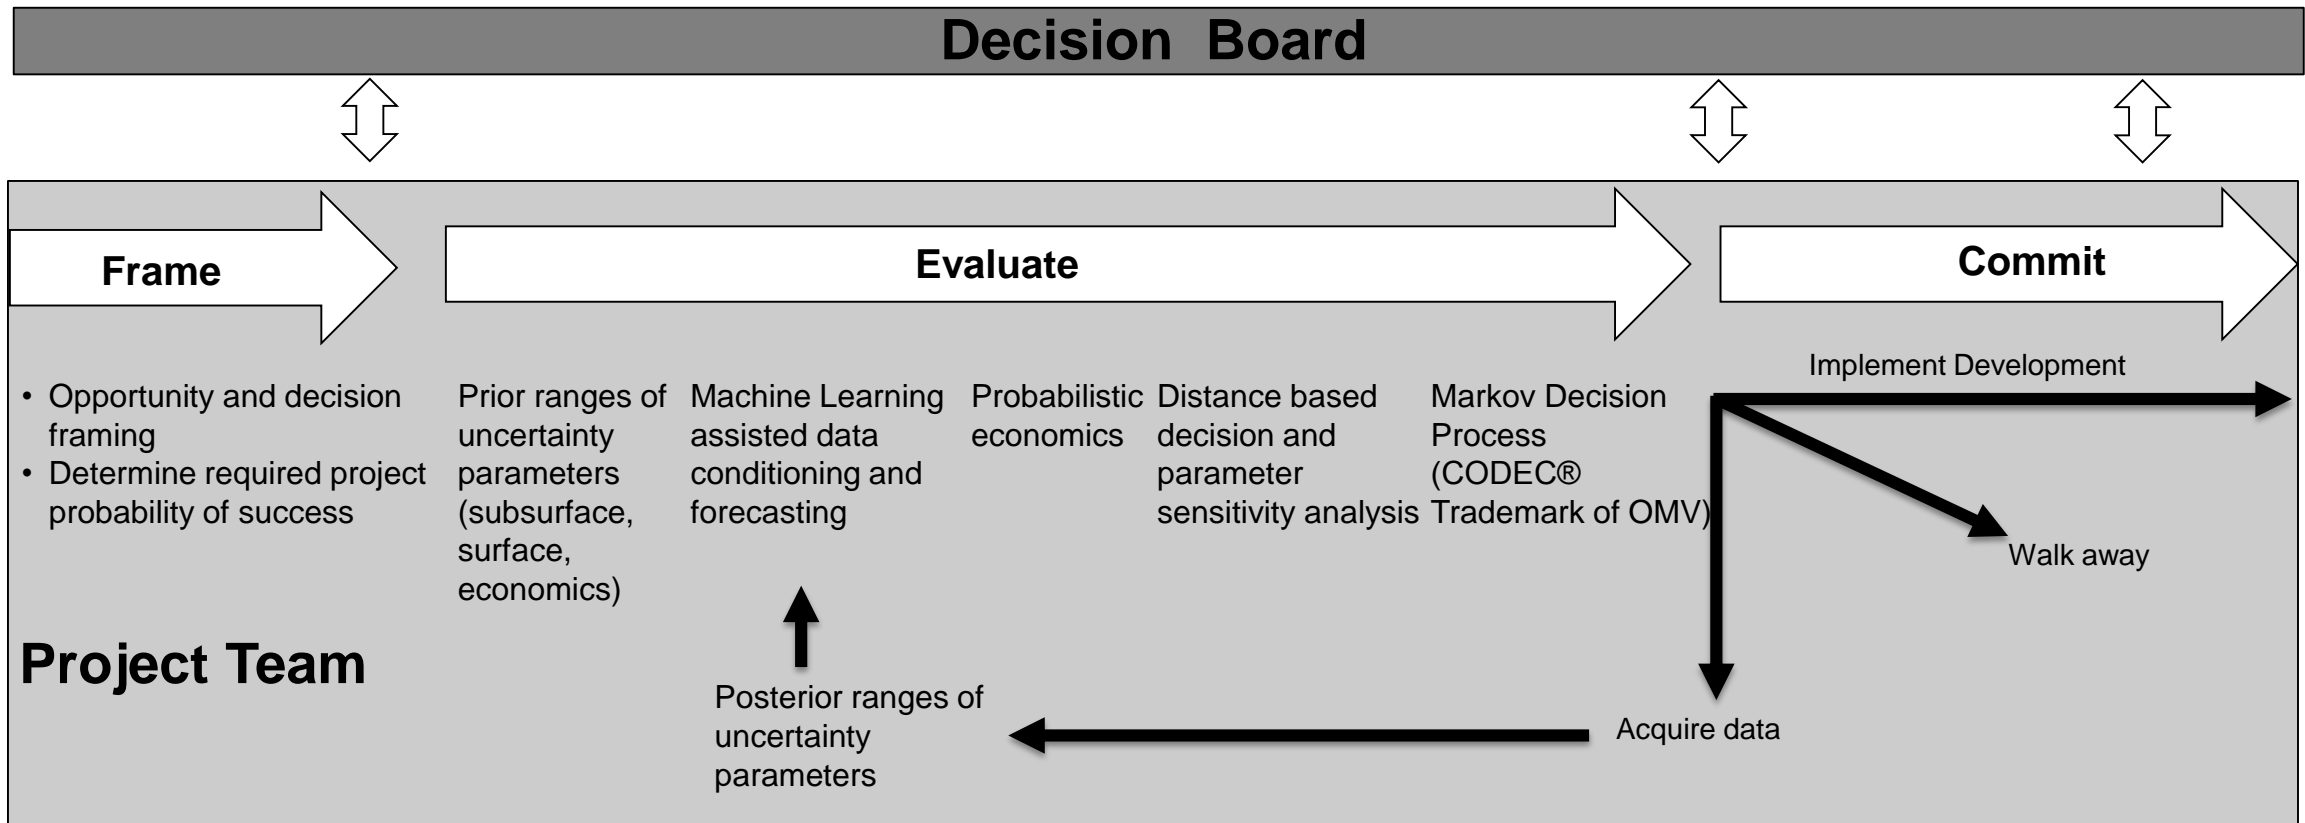 Decision Board
Frame
Evaluate
Commit
• Opportunity and decision
framing
• Determine required project
probability of success
Prior ranges of
uncertainty
parameters
(subsurface,
surface,
economics)
Machine Learning
assisted data
conditioning and
forecasting
Probabilistic
economics
Distance based
decision and
parameter
sensitivity analysis
Markov Decision
Process
(CODEC®
Trademark of OMV)
Implement Development
Walk away
Acquire data
Posterior ranges of
uncertainty
parameters
Project Team